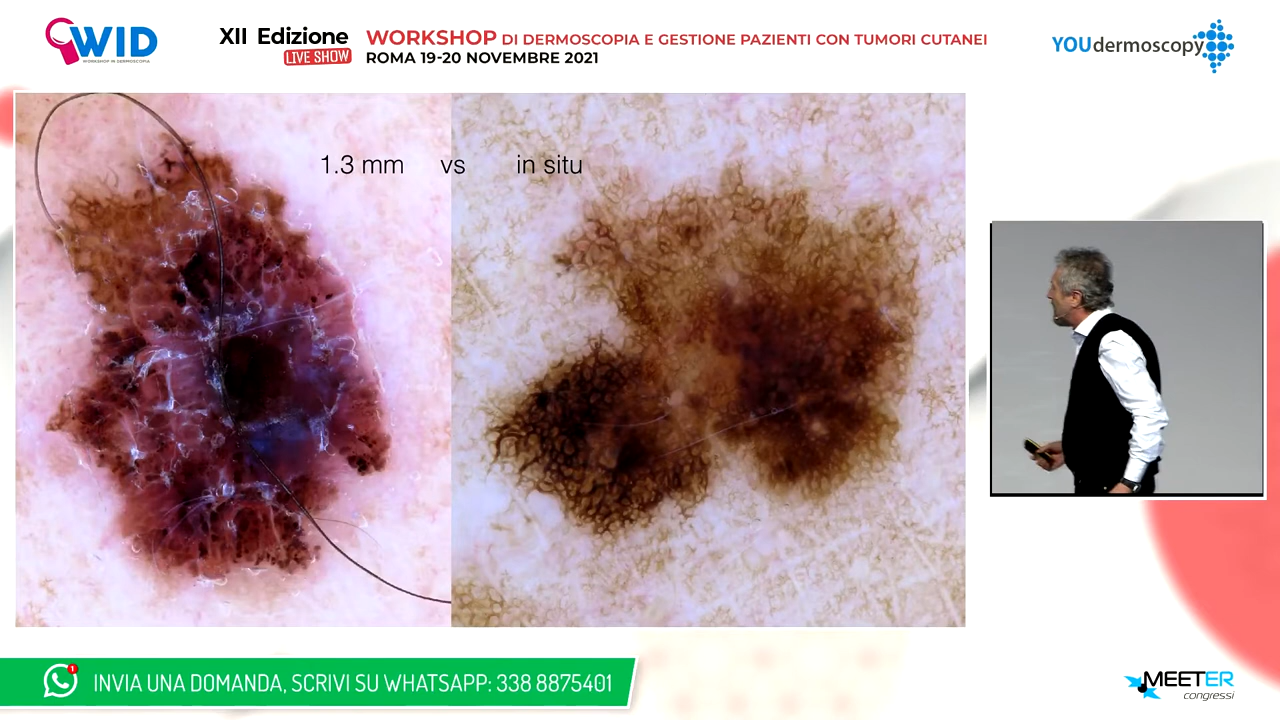 WID
WORKSHOP IN DERMOSCOPIA
XII Edizione
LIVE SHOW
WORKSHOP DI DERMOSCOPIA E GESTIONE PAZIENTI CON TUMORI CUTANEI
ROMA 19-20 NOVEMBRE 2021
YOUdermoscopy
1.3 mm vs in situ
1
INVIA UNA DOMANDA, SCRIVI SU WHATSAPP: 338 8875401
MEETER
congressi